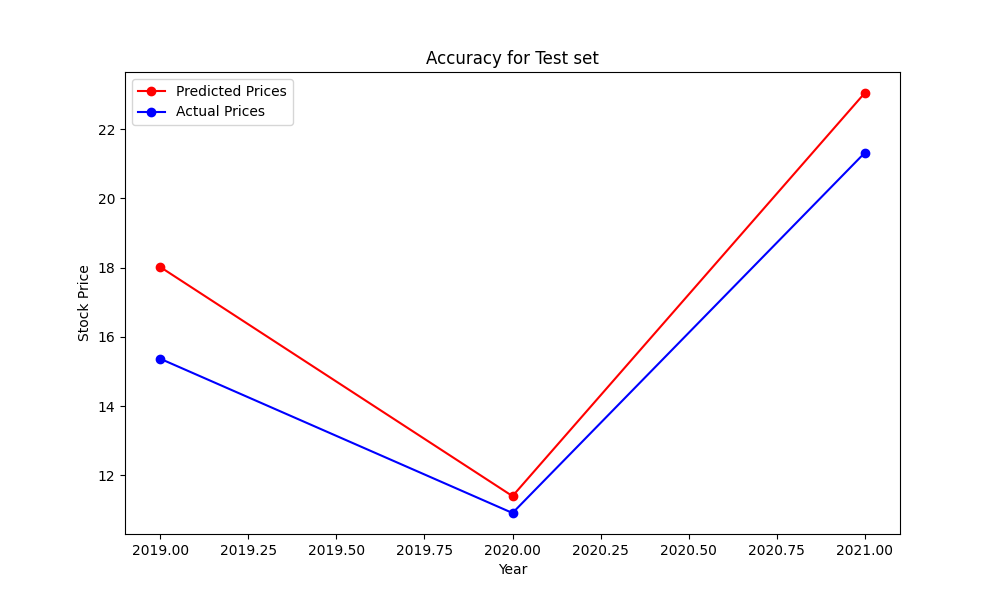 Accuracy for Test set
Predicted Prices
Actual Prices
22
20
18
16
14
12
Stock Price
2019.00 2019.25 2019.50 2019.75 2020.00 2020.25 2020.50 2020.75 2021.00
Year